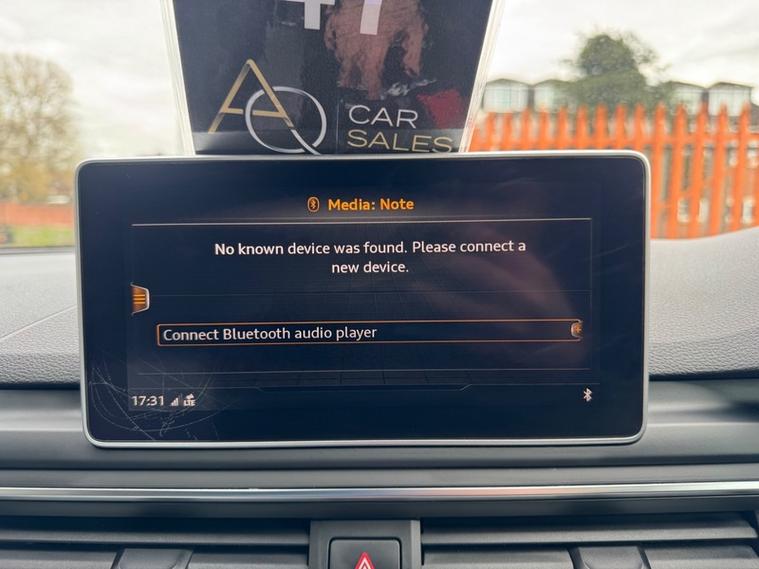 AQ
CAR
SALES
Media: Note
No known device was found. Please connect a
new device.
Connect Bluetooth audio player
17:31 LTE